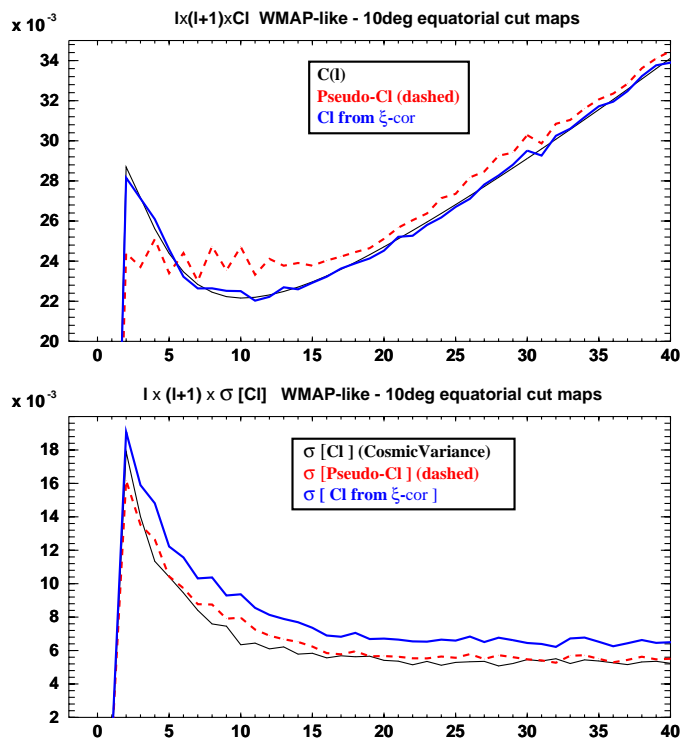 l×(l+1)×Cl WMAP-like - 10deg equatorial cut maps
x 10⁻³
34
32
30
28
26
24
22
20
C(l)
Pseudo-Cl (dashed)
Cl from ξ-cor
0 5 10 15 20 25 30 35 40
l x (l+1) x σ [Cl] WMAP-like - 10deg equatorial cut maps
x 10⁻³
18
16
14
12
10
8
6
4
2
σ [Cl ] (CosmicVariance)
σ [Pseudo-Cl ] (dashed)
σ [ Cl from ξ-cor ]
0 5 10 15 20 25 30 35 40